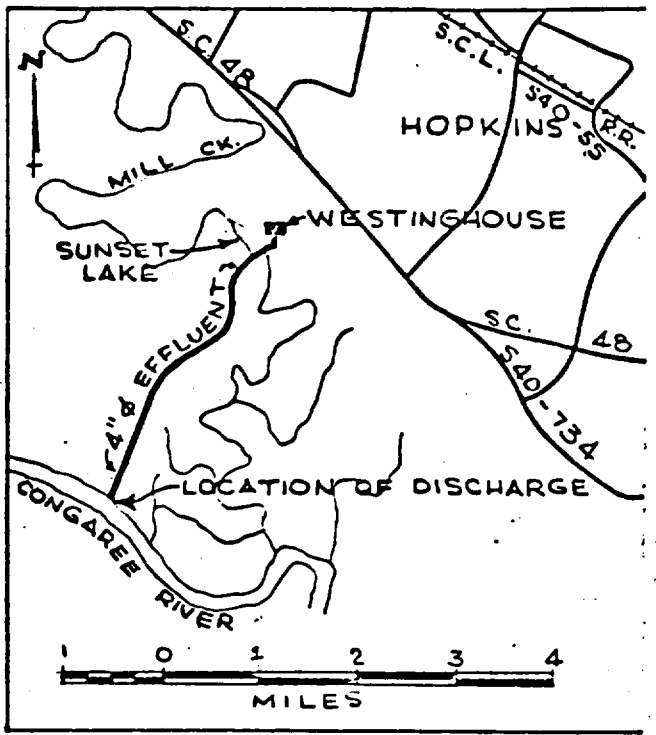 N
S.C. 48
S.C.L.
S40-55
R.R.
HOPKINS
MILL CK.
WESTINGHOUSE
SUNSET
LAKE
4" ∅ EFFLUENT
SC. 48
S40-734
LOCATION OF DISCHARGE
CONGAREE RIVER
1 0 1 2 3 4
MILES